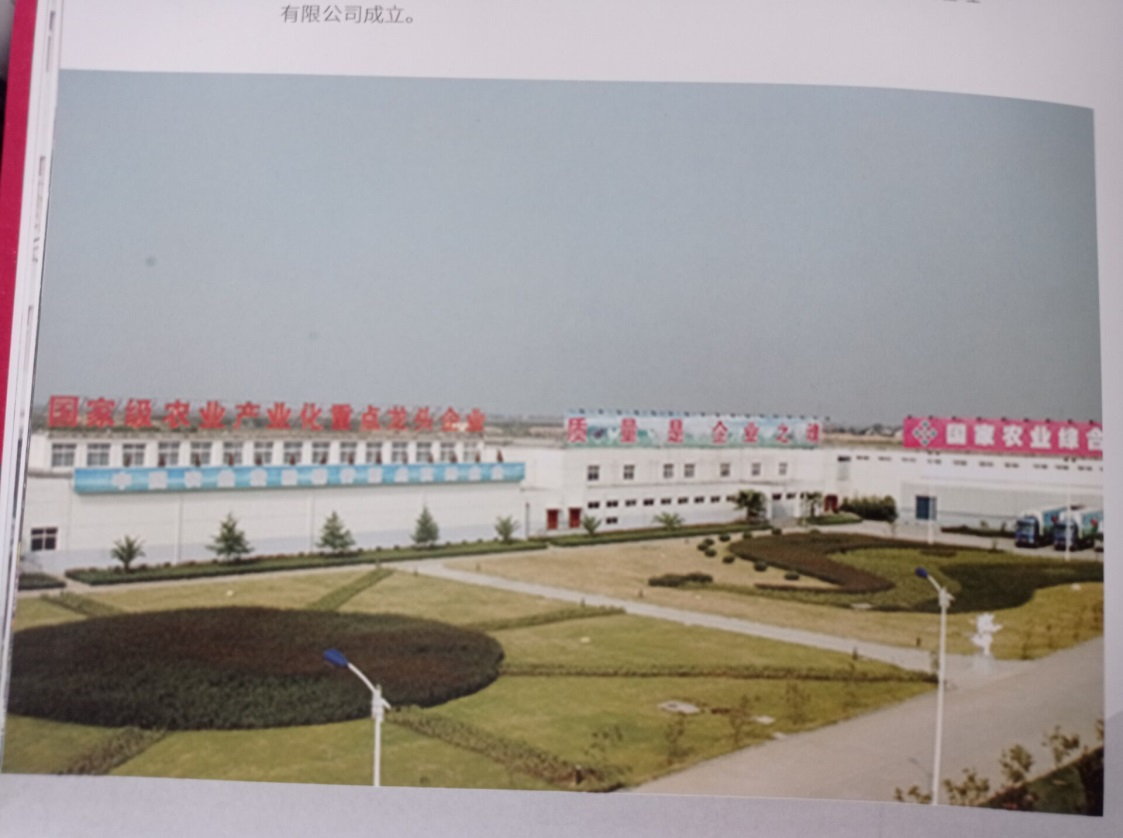 有限公司成立。
国家级农业产业化重点龙头企业
质量是企业之魂
国家农业综合